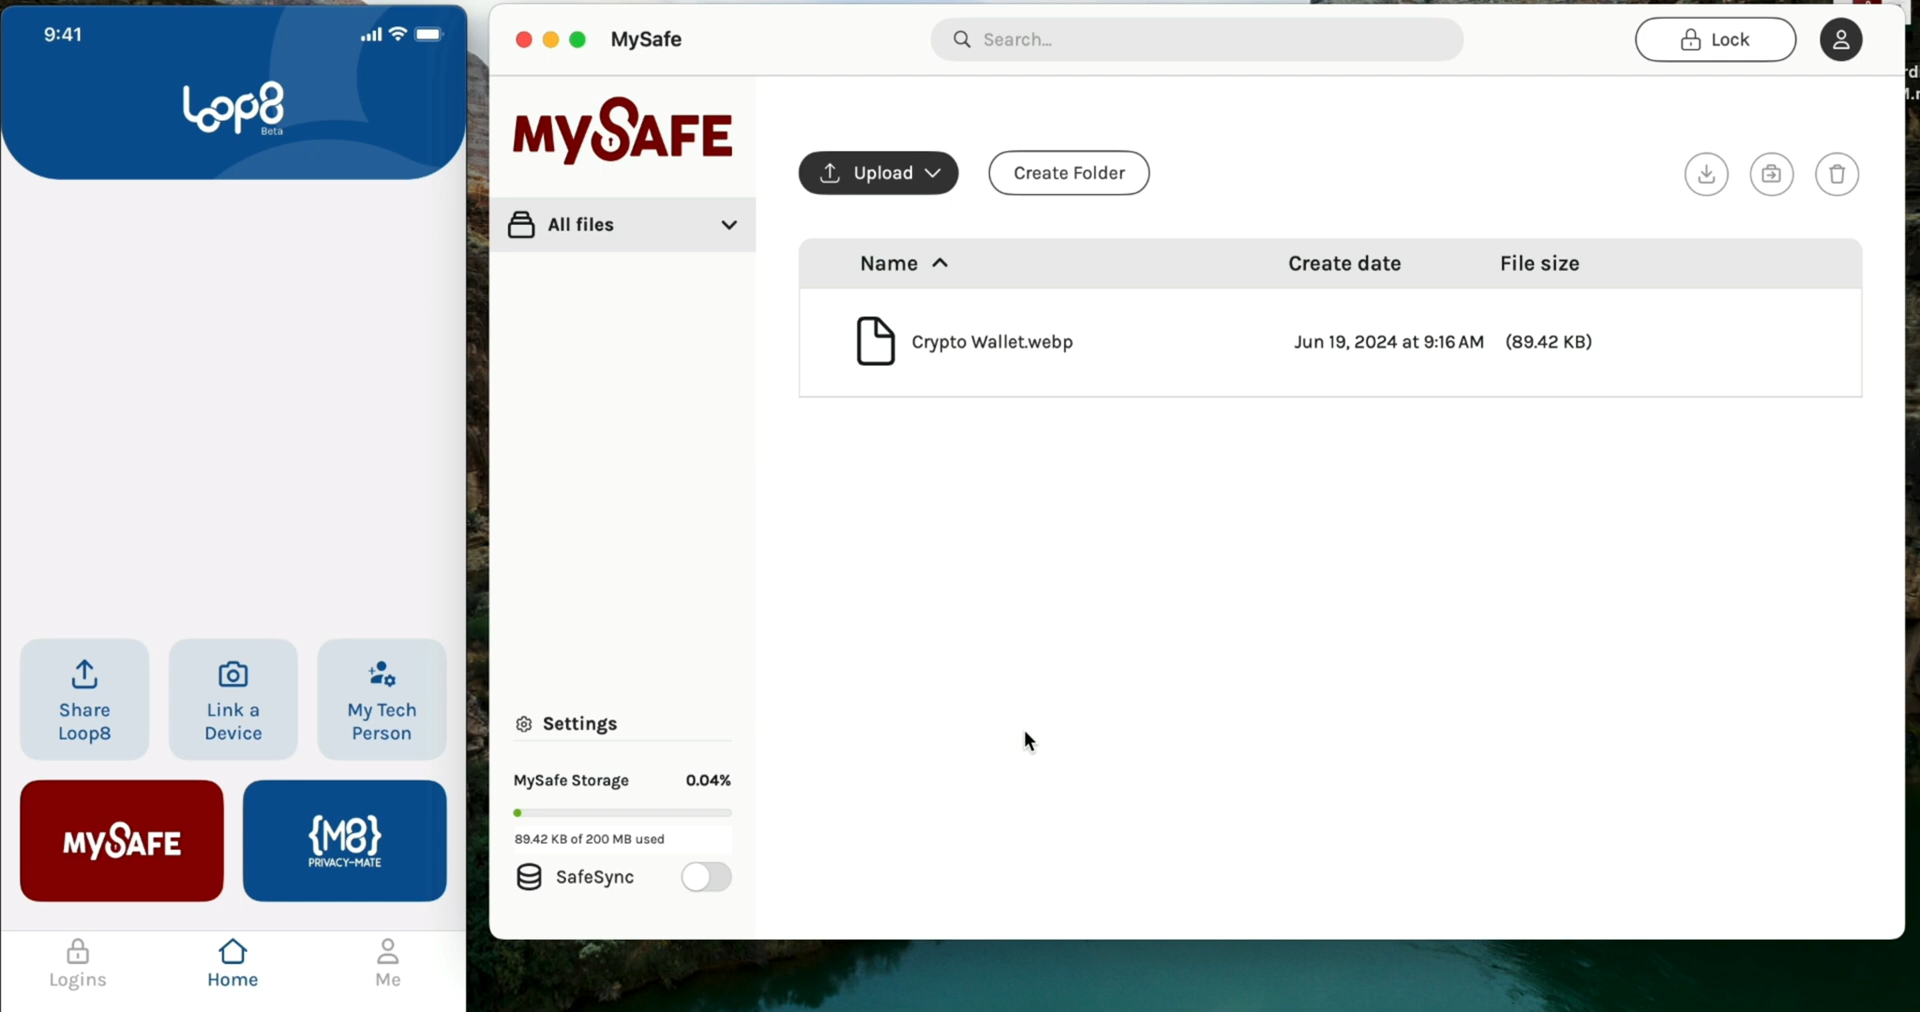 9:41
Loop8
Beta
Share
Loop8
Link a
Device
My Tech
Person
MYSAFE
{M8}
PRIVACY-MATE
Logins
Home
Me
MySafe
Search...
Lock
MYSAFE
All files
Upload
Create Folder
Name
Create date
File size
Crypto Wallet.webp
Jun 19, 2024 at 9:16 AM
(89.42 KB)
Settings
MySafe Storage
0.04%
89.42 KB of 200 MB used
SafeSync